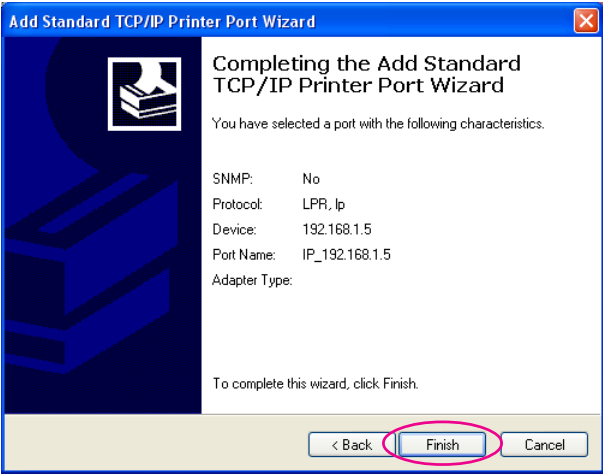 Add Standard TCP/IP Printer Port Wizard
Completing the Add Standard
TCP/IP Printer Port Wizard
You have selected a port with the following characteristics.
SNMP: No
Protocol: LPR, lp
Device: 192.168.1.5
Port Name: IP_192.168.1.5
Adapter Type:
To complete this wizard, click Finish.
< Back Finish Cancel